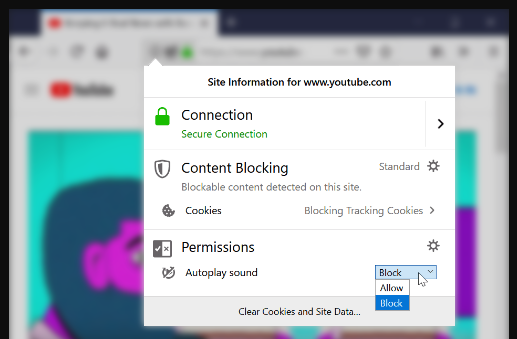 Site Information for www.youtube.com
Connection
Secure Connection
Content Blocking
Standard
Blockable content detected on this site.
Cookies
Blocking Tracking Cookies
Permissions
Autoplay sound
Block
Allow
Block
Clear Cookies and Site Data...